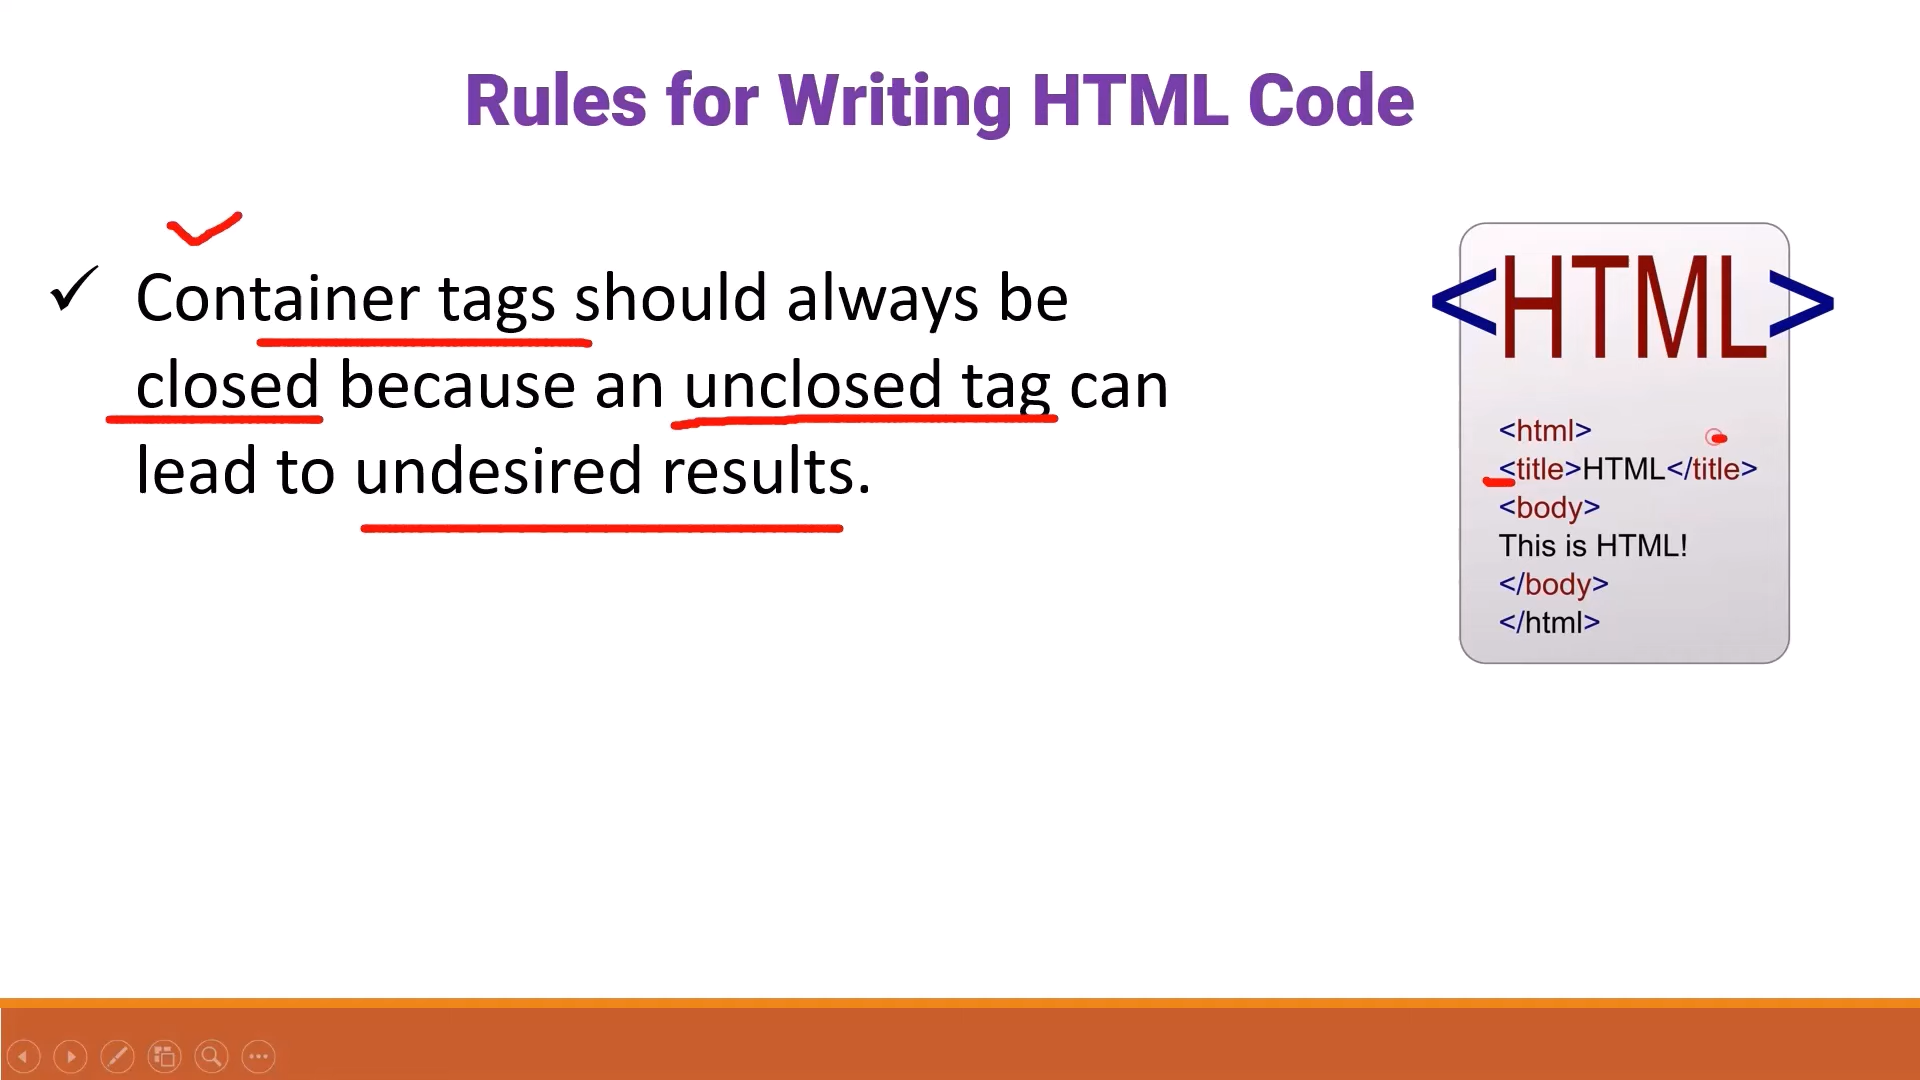 Rules for Writing HTML Code
Container tags should always be
closed because an unclosed tag can
lead to undesired results.
<HTML>
<html>
<title>HTML</title>
<body>
This is HTML!
</body>
</html>